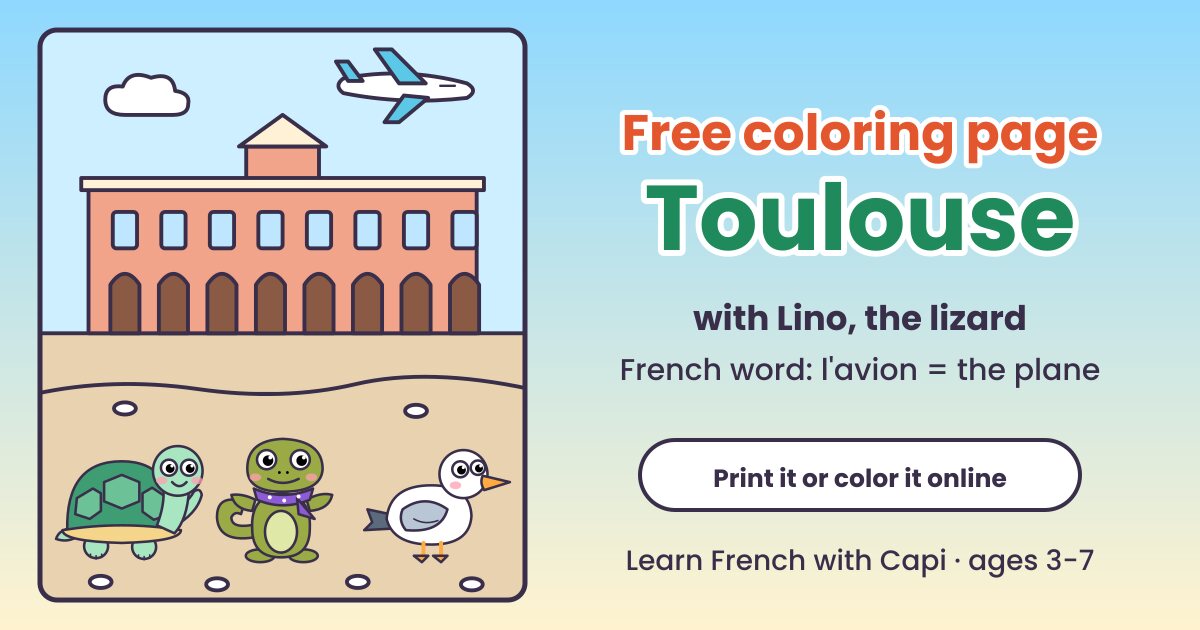 Free coloring page
Toulouse
with Lino, the lizard
French word: l'avion = the plane
Print it or color it online
Learn French with Capi · ages 3-7